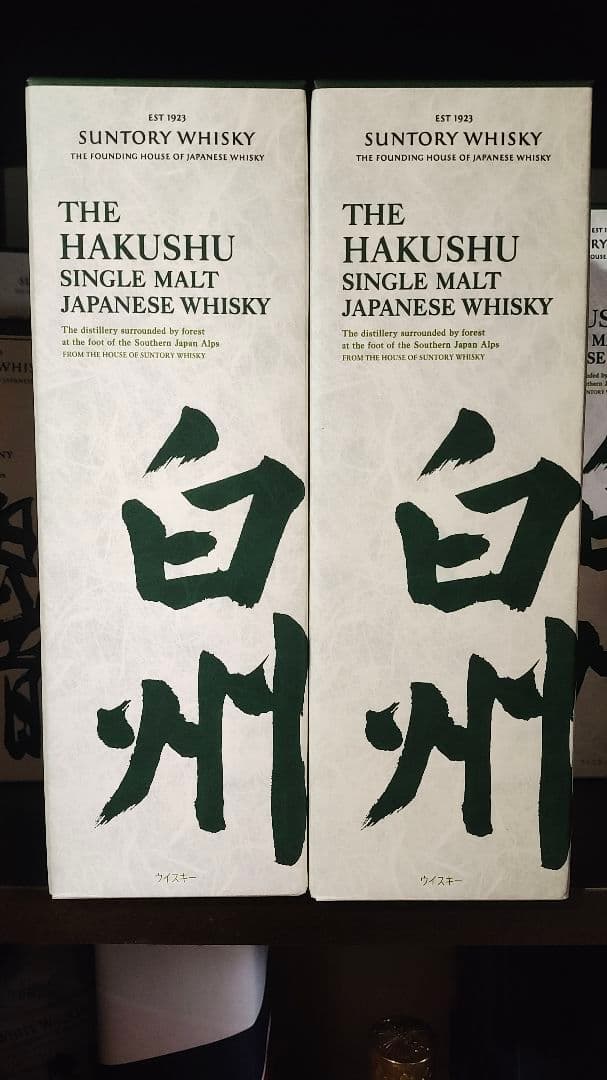 EST 1923
SUNTORY WHISKY
THE FOUNDING HOUSE OF JAPANESE WHISKY
THE
HAKUSHU
SINGLE MALT
JAPANESE WHISKY
The distillery surrounded by forest
at the foot of the Southern Japan Alps
FROM THE HOUSE OF SUNTORY WHISKY
白
州
ウイスキー
EST 1923
SUNTORY WHISKY
THE FOUNDING HOUSE OF JAPANESE WHISKY
THE
HAKUSHU
SINGLE MALT
JAPANESE WHISKY
The distillery surrounded by forest
at the foot of the Southern Japan Alps
FROM THE HOUSE OF SUNTORY WHISKY
白
州
ウイスキー